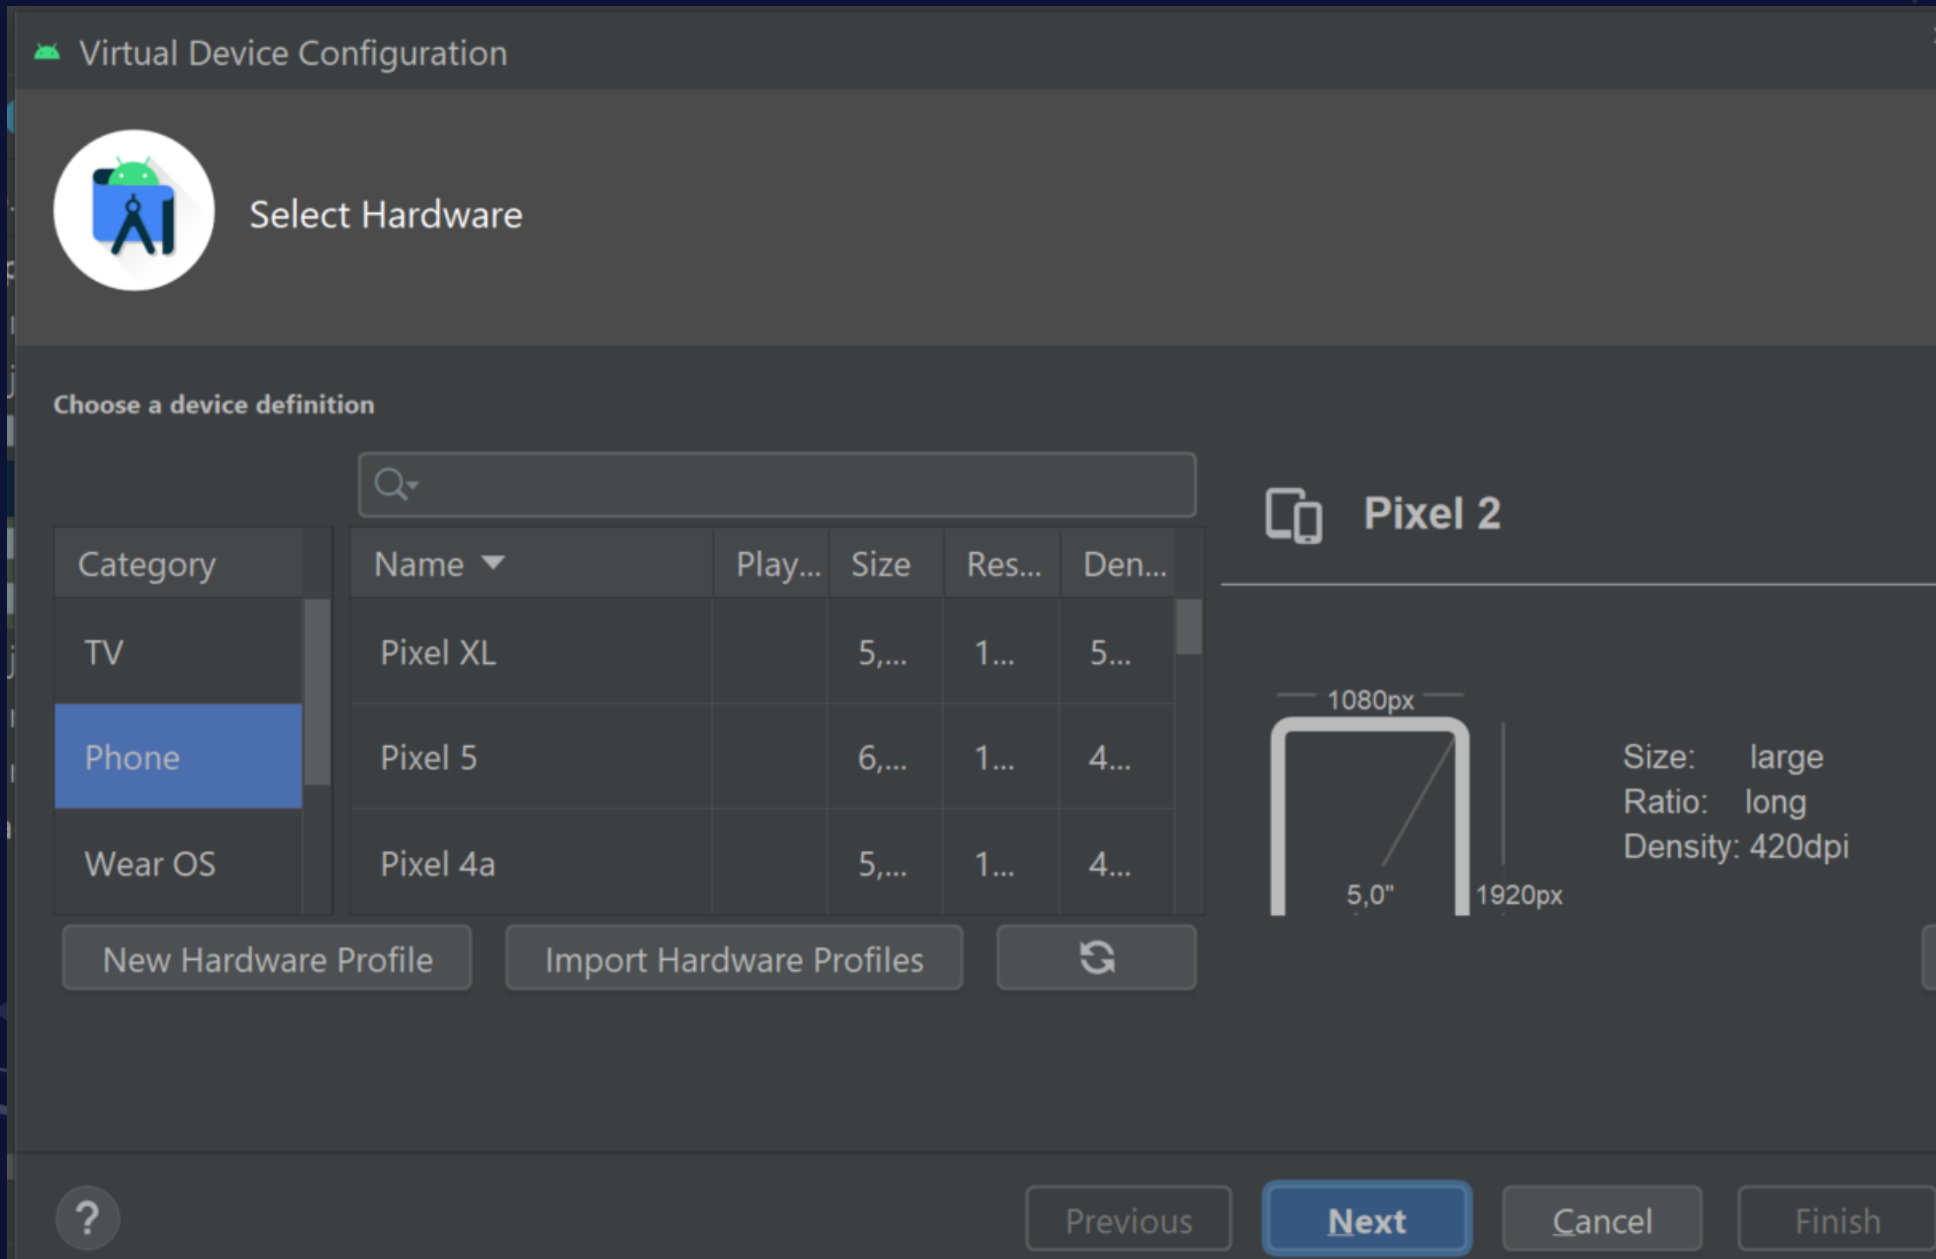 Virtual Device Configuration
Select Hardware
Choose a device definition
Pixel 2
Category
Name Play... Size Res... Den...
TV
Pixel XL 5,... 1... 5...
Phone
Pixel 5 6,... 1... 4...
Wear OS
Pixel 4a 5,... 1... 4...
1080px
5,0"
1920px
Size: large
Ratio: long
Density: 420dpi
New Hardware Profile
Import Hardware Profiles
?
Previous
Next
Cancel
Finish